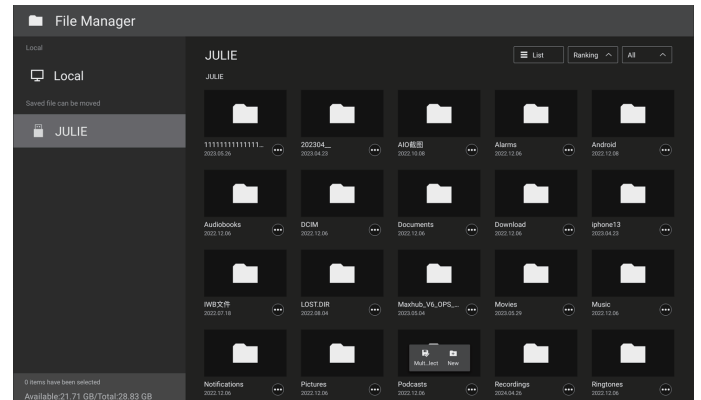 File Manager
Local
Local
Saved file can be moved
JULIE
0 items have been selected
Available:21.71 GB/Total:28.83 GB
JULIE
List
Ranking
All
JULIE
11111111111111...
2023.05.26
202304__
2023.04.23
AIO截图
2022.10.08
Alarms
2022.12.06
Android
2022.12.08
Audiobooks
2022.12.06
DCIM
2022.12.06
Documents
2022.12.06
Download
2022.12.06
iphone13
2023.04.23
IWB文件
2022.07.18
LOST.DIR
2022.08.04
Maxhub_V6_OPS_...
2023.05.04
Movies
2023.05.29
Music
2022.12.06
Mult...lect
New
Notifications
2022.12.06
Pictures
2022.12.06
Podcasts
2022.12.06
Recordings
2024.04.26
Ringtones
2022.12.06